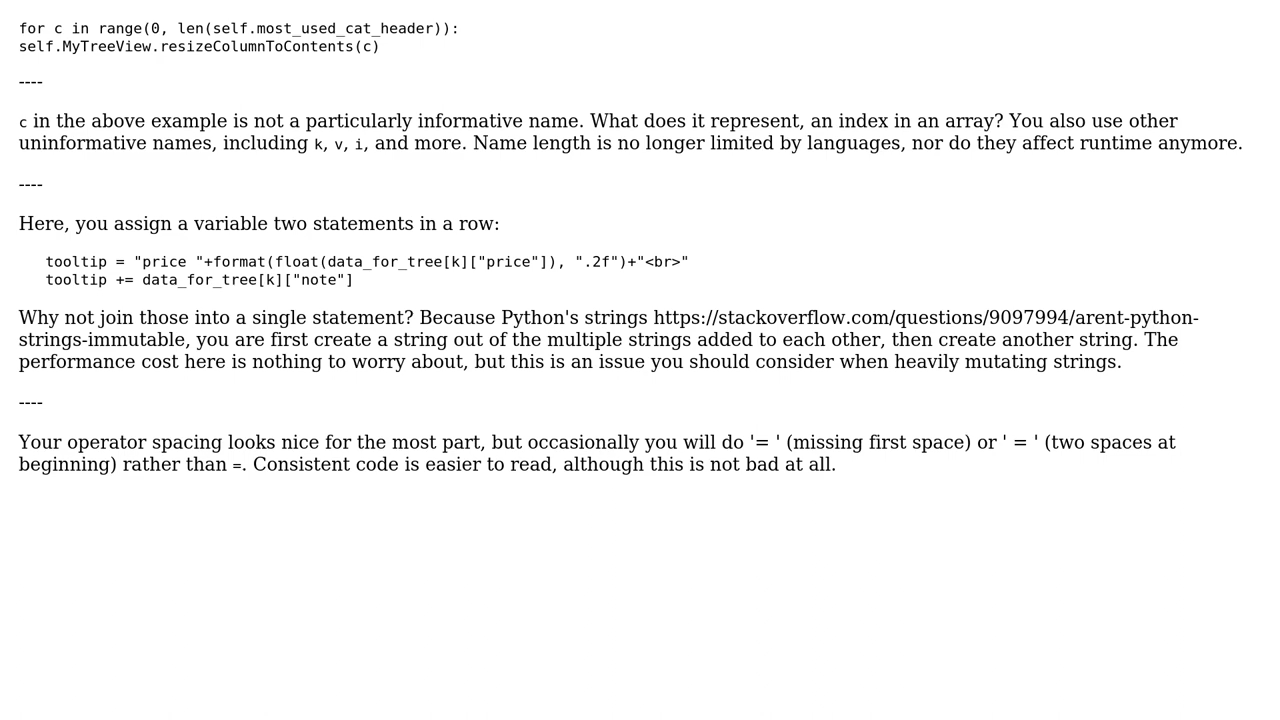 for c in range(0, len(self.most_used_cat_header)):
self.MyTreeView.resizeColumnToContents(c)
----
c in the above example is not a particularly informative name. What does it represent, an index in an array? You also use other
uninformative names, including k, v, i, and more. Name length is no longer limited by languages, nor do they affect runtime anymore.
----
Here, you assign a variable two statements in a row:
tooltip = "price "+format(float(data_for_tree[k]["price"]), ".2f")+"<br>"
tooltip += data_for_tree[k]["note"]
Why not join those into a single statement? Because Python's strings https://stackoverflow.com/questions/9097994/arent-python-
strings-immutable, you are first create a string out of the multiple strings added to each other, then create another string. The
performance cost here is nothing to worry about, but this is an issue you should consider when heavily mutating strings.
----
Your operator spacing looks nice for the most part, but occasionally you will do '= ' (missing first space) or ' = ' (two spaces at
beginning) rather than =. Consistent code is easier to read, although this is not bad at all.